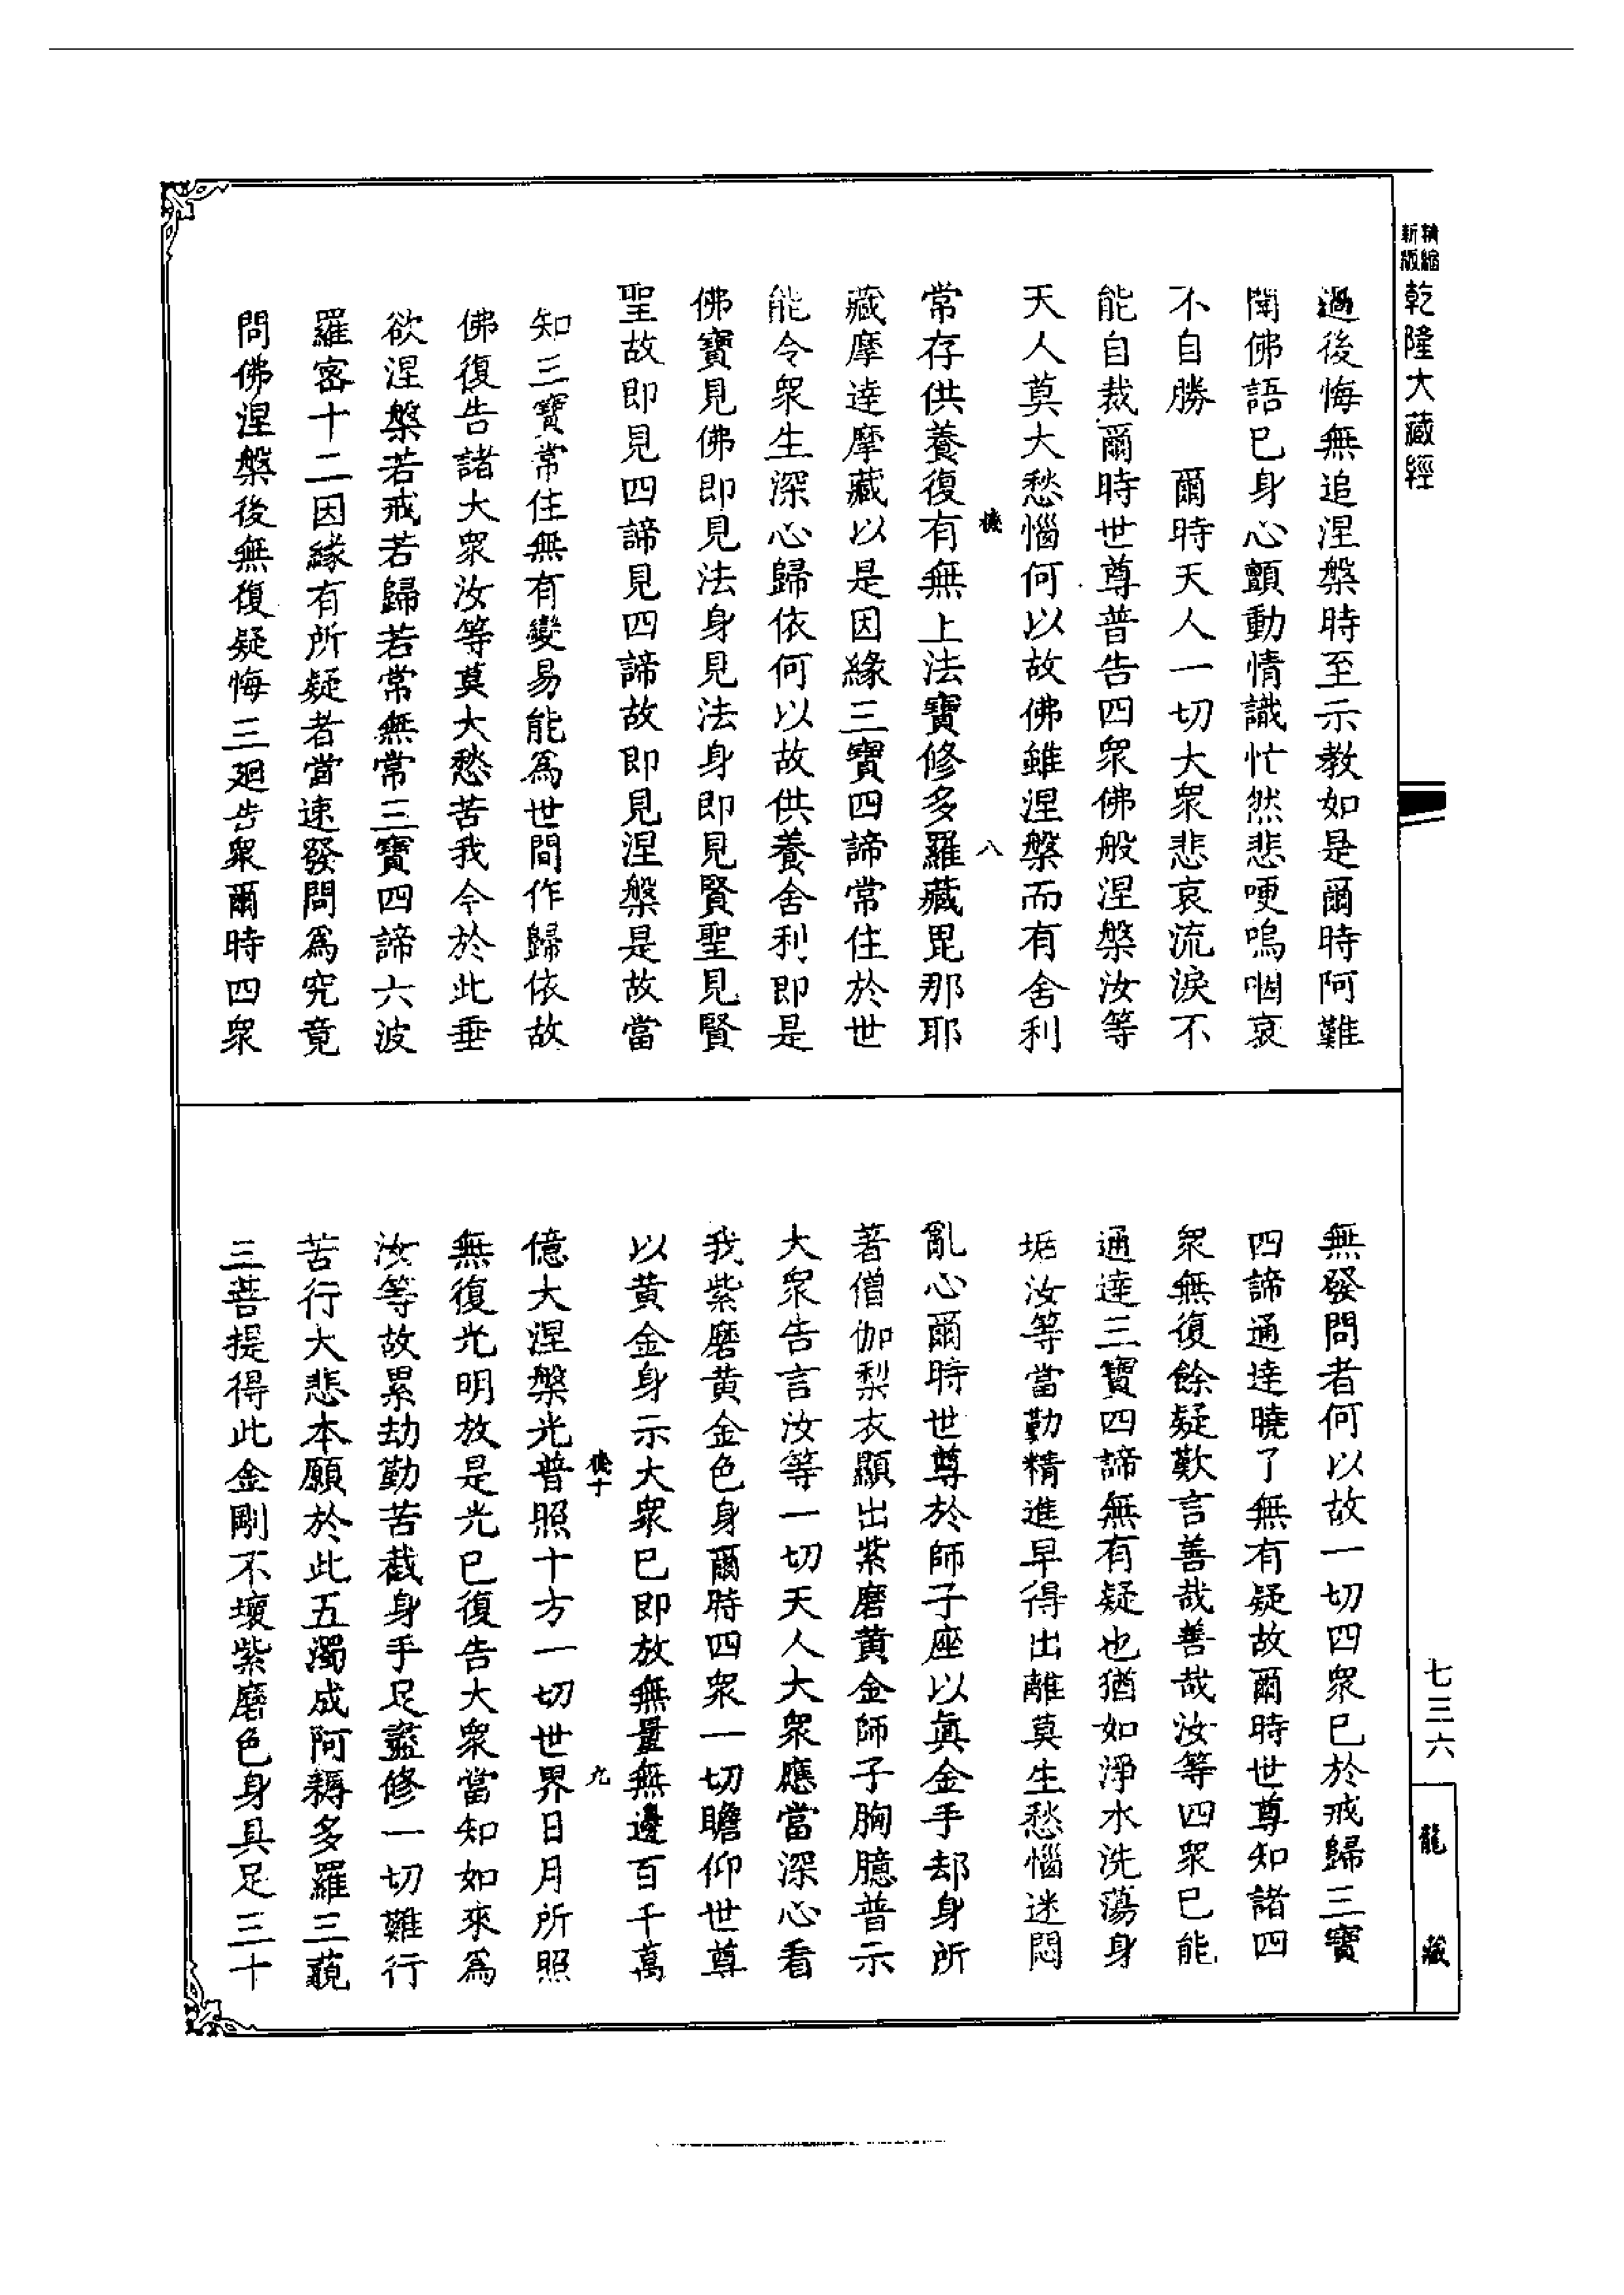 精縮新版
乾隆大藏經
過後悔無追涅槃時至示教如是爾時阿難
聞佛語已身心顫動情識忙然悲哽嗚咽哀
不自勝　爾時天人一切大眾悲哀流淚不
能自裁爾時世尊普告四眾佛般涅槃汝等
天人莫大愁惱何以故佛雖涅槃而有舍利
機　八
常存供養復有無上法寶修多羅藏毘那耶
藏摩達摩藏以是因緣三寶四諦常住於世
能令眾生深心歸依何以故供養舍利即是
佛寶見佛即見法身見法身即見賢聖見賢
聖故即見四諦見四諦故即見涅槃是故當
知三寶常住無有變易能為世間作歸依故
佛復告諸大眾汝等莫大愁苦我今於此垂
欲涅槃若戒若歸若常無常三寶四諦六波
羅密十二因緣有所疑者當速發問為究竟
問佛涅槃後無復疑悔三廻告眾爾時四眾
無發問者何以故一切四眾已於戒歸三寶
四諦通達曉了無有疑故爾時世尊知諸四
眾無復餘疑歎言善哉善哉汝等四眾已能
通達三寶四諦無有疑也猶如淨水洗蕩身
垢汝等當勤精進早得出離莫生愁惱迷悶
亂心爾時世尊於師子座以真金手却身所
著僧伽梨衣顯出紫磨黃金師子胸臆普示
大眾告言汝等一切天人大眾應當深心看
我紫磨黃金色身爾時四眾一切瞻仰世尊
以黃金身示大眾已即放無量無邊百千萬
機十　九
億大涅槃光普照十方一切世界日月所照
無復光明放是光已復告大眾當知如來為
汝等故累劫勤苦截身手足盡修一切難行
苦行大悲本願於此五濁成阿耨多羅三藐
三菩提得此金剛不壞紫磨色身具足三十
七三六
龍藏